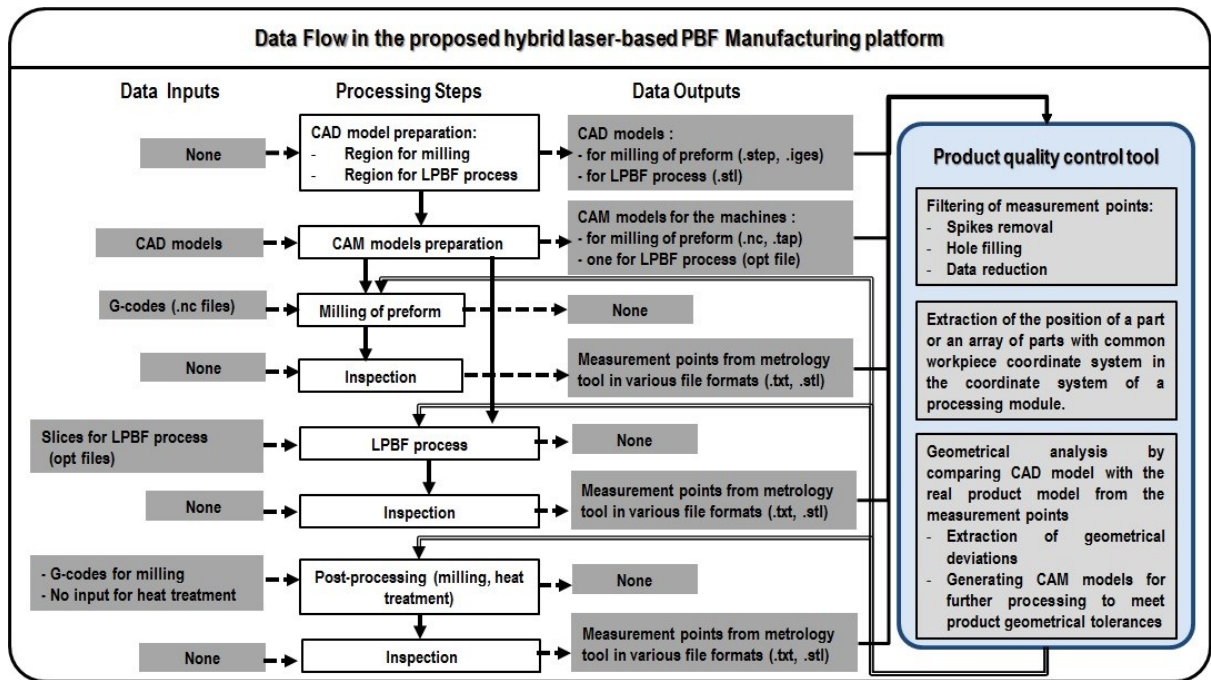 Data Flow in the proposed hybrid laser-based PBF Manufacturing platform
Data Inputs
Processing Steps
Data Outputs
None
CAD model preparation:
- Region for milling
- Region for LPBF process
CAD models :
- for milling of preform (.step, .iges)
- for LPBF process (.stl)
CAD models
CAM models preparation
CAM models for the machines :
- for milling of preform (.nc, .tap)
- one for LPBF process (opt file)
G-codes (.nc files)
Milling of preform
None
None
Inspection
Measurement points from metrology
tool in various file formats (.txt, .stl)
Slices for LPBF process
(opt files)
LPBF process
None
None
Inspection
Measurement points from metrology
tool in various file formats (.txt, .stl)
- G-codes for milling
- No input for heat treatment
Post-processing (milling, heat
treatment)
None
None
Inspection
Measurement points from metrology
tool in various file formats (.txt, .stl)
Product quality control tool
Filtering of measurement points:
- Spikes removal
- Hole filling
- Data reduction
Extraction of the position of a part
or an array of parts with common
workpiece coordinate system in
the coordinate system of a
processing module.
Geometrical analysis by
comparing CAD model with the
real product model from the
measurement points
- Extraction of geometrical
deviations
- Generating CAM models for
further processing to meet
product geometrical tolerances